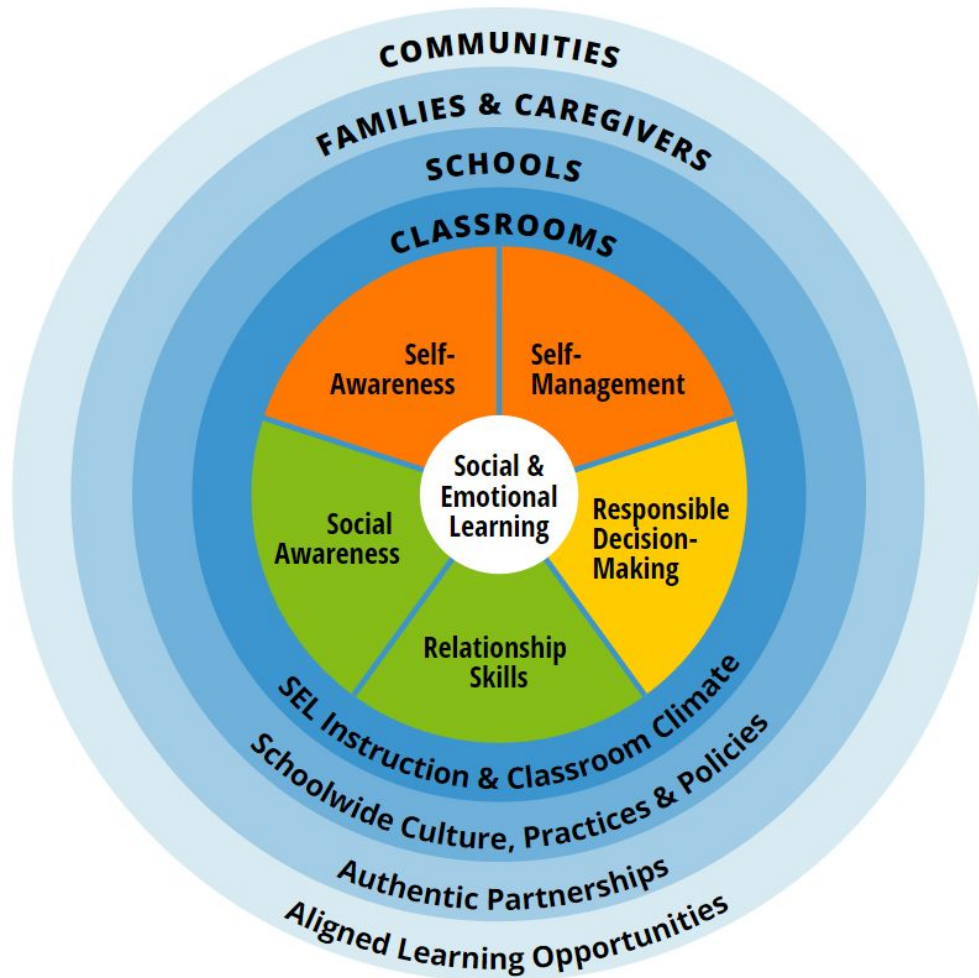 COMMUNITIES
FAMILIES & CAREGIVERS
SCHOOLS
CLASSROOMS
Self-
Awareness
Self-
Management
Social &
Emotional
Learning
Social
Awareness
Responsible
Decision-
Making
Relationship
Skills
SEL Instruction & Classroom Climate
Schoolwide Culture, Practices & Policies
Authentic Partnerships
Aligned Learning Opportunities